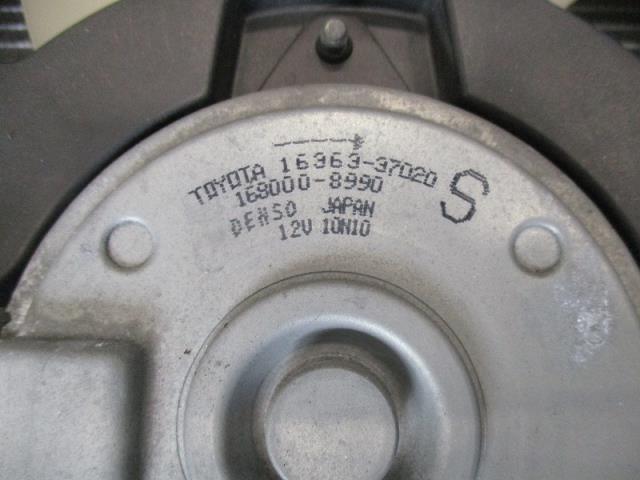 TOYOTA 16363-37020 S
168000-8990
DENSO JAPAN
12V 10N10